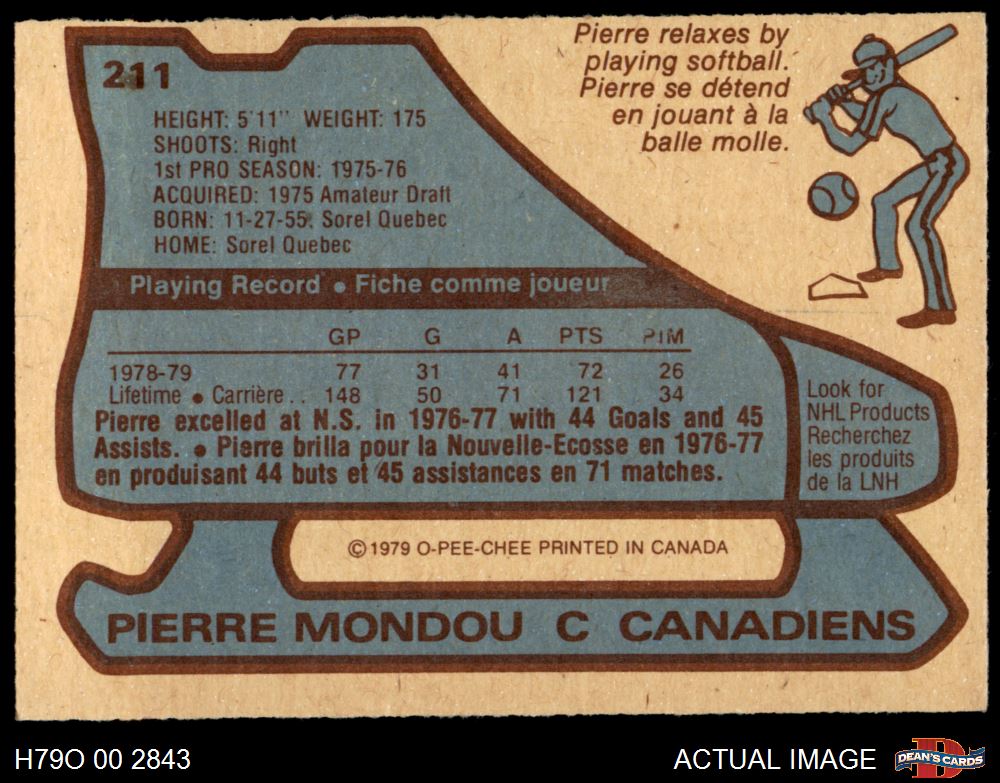 211
Pierre relaxes by
playing softball.
Pierre se détend
en jouant à la
balle molle.
HEIGHT: 5'11" WEIGHT: 175
SHOOTS: Right
1st PRO SEASON: 1975-76
ACQUIRED: 1975 Amateur Draft
BORN: 11-27-55, Sorel Quebec
HOME: Sorel Quebec
Playing Record • Fiche comme joueur
GP G A PTS PIM
1978-79 77 31 41 72 26
Lifetime • Carrière . . 148 50 71 121 34
Pierre excelled at N.S. in 1976-77 with 44 Goals and 45
Assists. • Pierre brilla pour la Nouvelle-Ecosse en 1976-77
en produisant 44 buts et 45 assistances en 71 matches.
Look for
NHL Products
Recherchez
les produits
de la LNH
© 1979 O-PEE-CHEE PRINTED IN CANADA
PIERRE MONDOU C CANADIENS
H79O 00 2843
ACTUAL IMAGE
D
DEAN'S CARDS